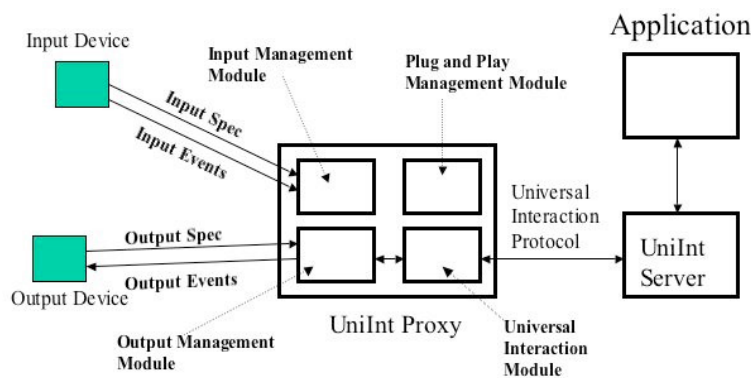 Application
Input Device
Input Management
Module
Plug and Play
Management Module
Input Spec
Input Events
Universal
Interaction
Protocol
Output Spec
Output Events
Output Device
UniInt
Server
UniInt Proxy
Output Management
Module
Universal
Interaction
Module